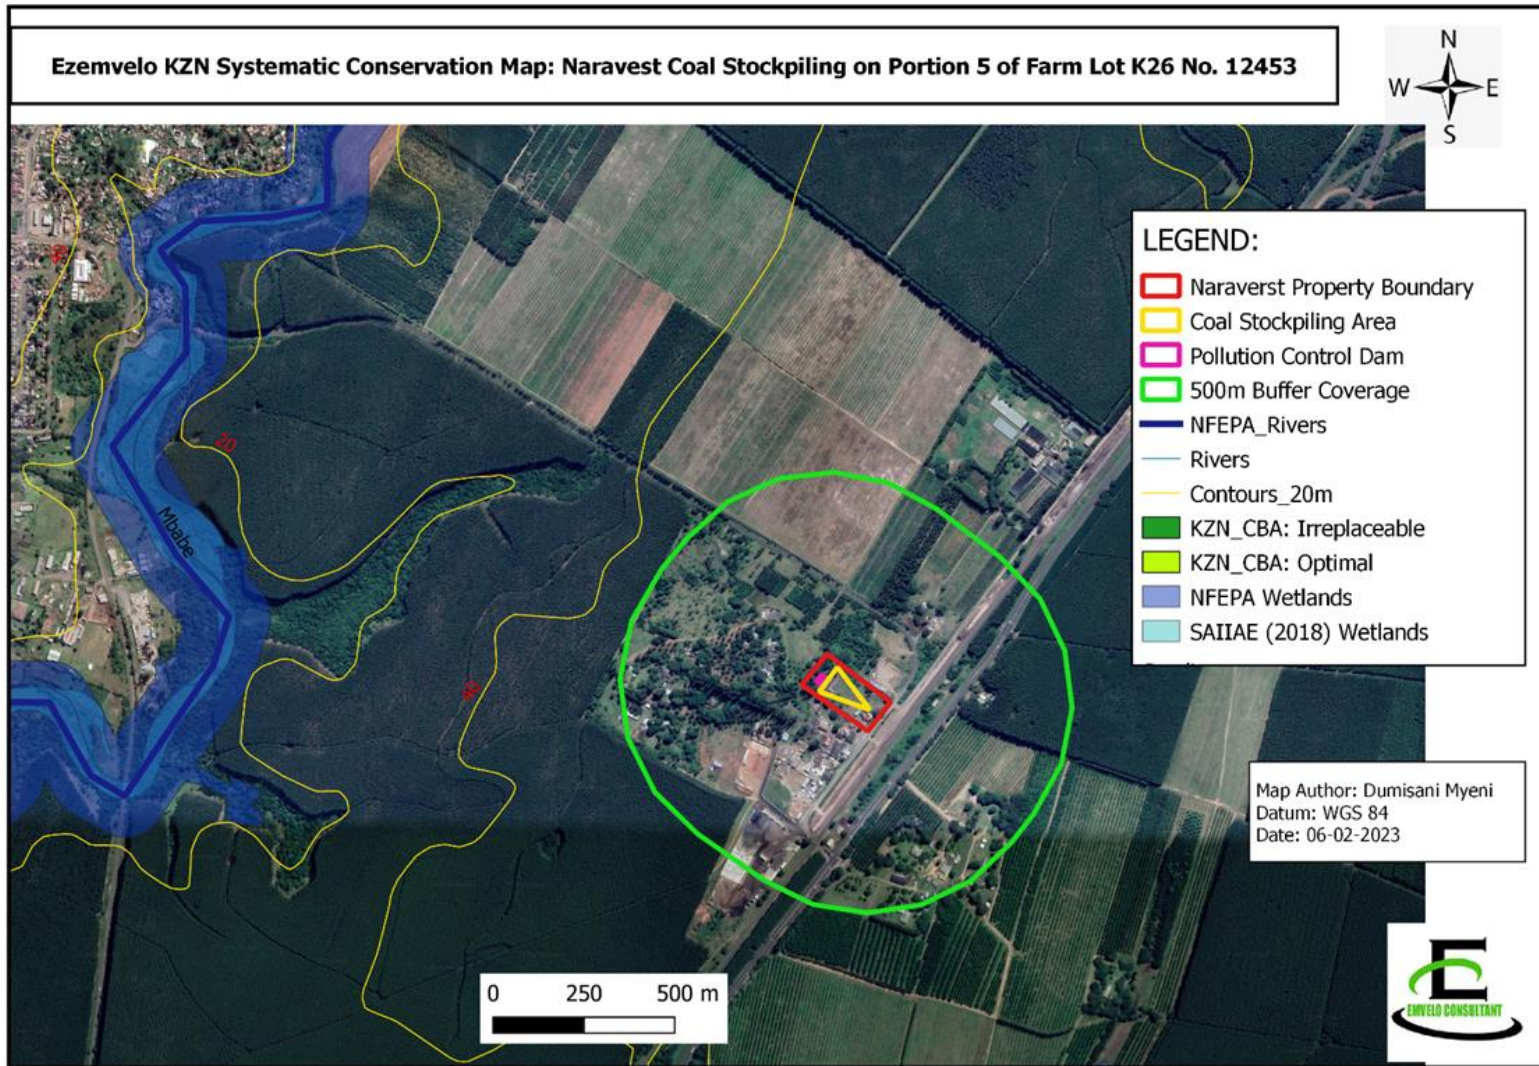 Ezemvelo KZN Systematic Conservation Map: Naravest Coal Stockpiling on Portion 5 of Farm Lot K26 No. 12453
N
W E
S
LEGEND:
Naraverst Property Boundary
Coal Stockpiling Area
Pollution Control Dam
500m Buffer Coverage
NFEPA_Rivers
Rivers
Contours_20m
KZN_CBA: Irreplaceable
KZN_CBA: Optimal
NFEPA Wetlands
SAIIAE (2018) Wetlands
20
Mbabe
40
Map Author: Dumisani Myeni
Datum: WGS 84
Date: 06-02-2023
0 250 500 m
E
EMVELO CONSULTANT